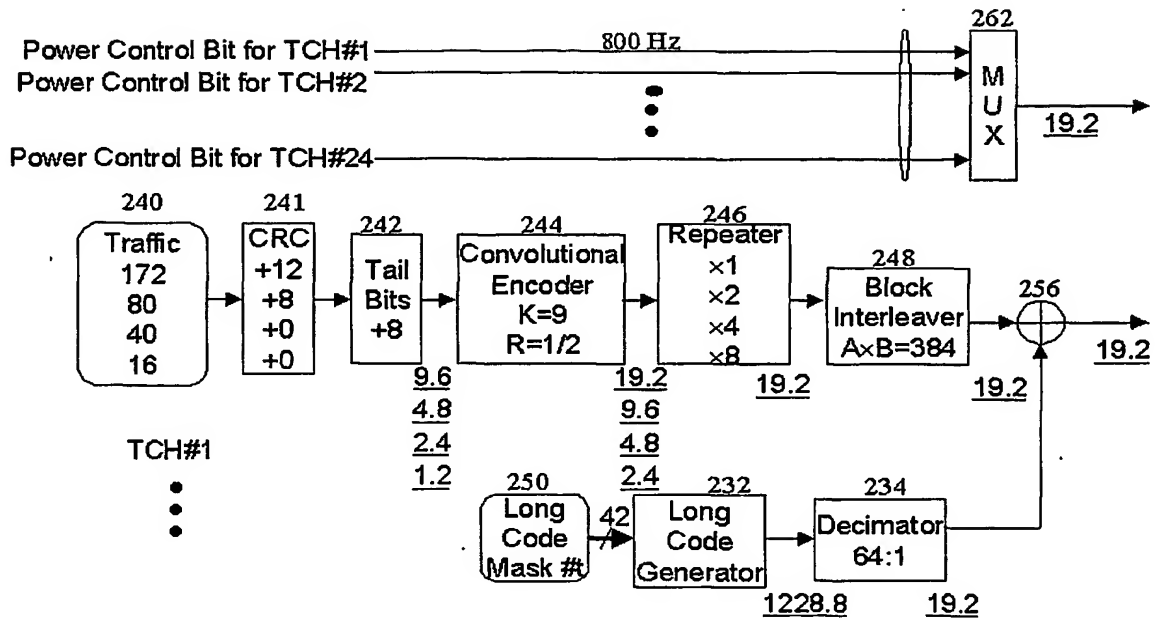 262
Power Control Bit for TCH#1
800 Hz
Power Control Bit for TCH#2
M
U
X
19.2
Power Control Bit for TCH#24
240
Traffic
172
80
40
16
241
CRC
+12
+8
+0
+0
242
Tail
Bits
+8
244
Convolutional
Encoder
K=9
R=1/2
246
Repeater
×1
×2
×4
×8
248
Block
Interleaver
A×B=384
256
19.2
9.6
4.8
2.4
1.2
19.2
9.6
4.8
2.4
19.2
19.2
TCH#1
250
Long
Code
Mask #t
42
232
Long
Code
Generator
234
Decimator
64:1
1228.8
19.2